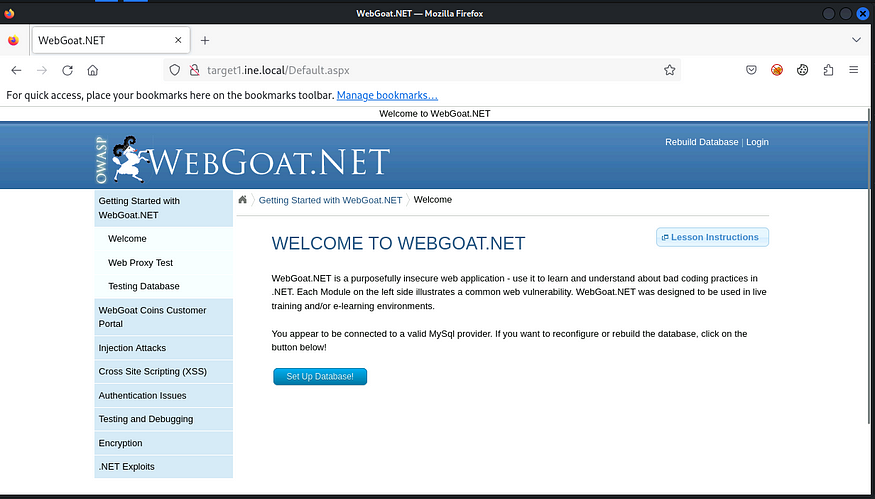 WebGoat.NET — Mozilla Firefox
WebGoat.NET
target1.ine.local/Default.aspx
For quick access, place your bookmarks here on the bookmarks toolbar. Manage bookmarks…
Welcome to WebGoat.NET
OWASP WEBGOAT.NET
Rebuild Database | Login
Getting Started with
WebGoat.NET
Welcome
Web Proxy Test
Testing Database
WebGoat Coins Customer
Portal
Injection Attacks
Cross Site Scripting (XSS)
Authentication Issues
Testing and Debugging
Encryption
.NET Exploits
Getting Started with WebGoat.NET Welcome
WELCOME TO WEBGOAT.NET
Lesson Instructions
WebGoat.NET is a purposefully insecure web application - use it to learn and understand about bad coding practices in
.NET. Each Module on the left side illustrates a common web vulnerability. WebGoat.NET was designed to be used in live
training and/or e-learning environments.
You appear to be connected to a valid MySql provider. If you want to reconfigure or rebuild the database, click on the
button below!
Set Up Database!